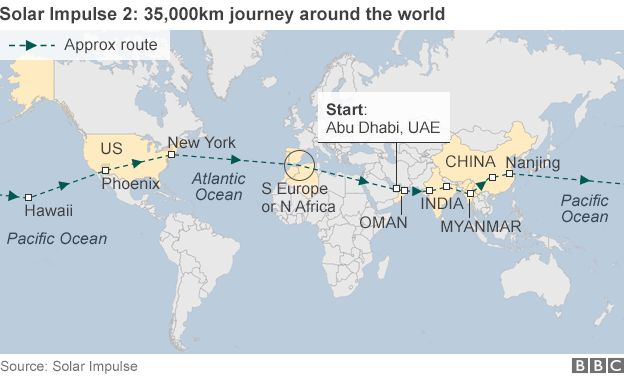 Solar Impulse 2: 35,000km journey around the world
Approx route
Start:
Abu Dhabi, UAE
US
New York
CHINA
Nanjing
Phoenix
Atlantic
Ocean
S Europe
or N Africa
Hawaii
OMAN
INDIA
MYANMAR
Pacific
Ocean
Pacific Ocean
Source: Solar Impulse
BBC